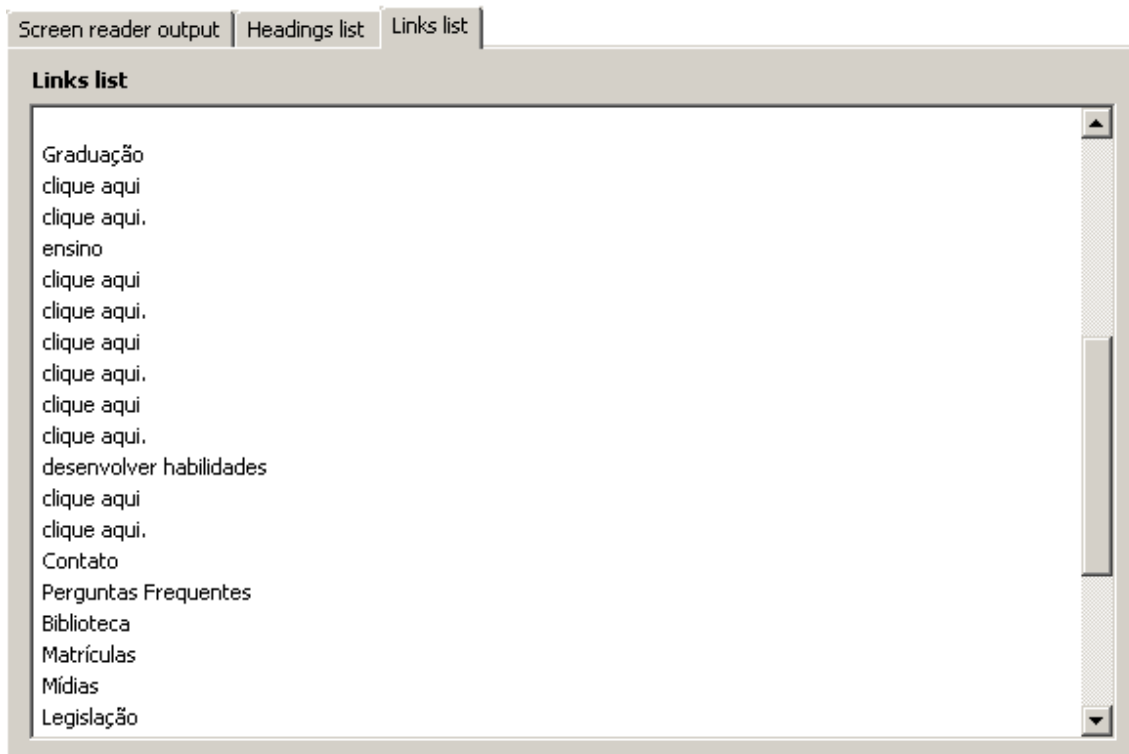 Screen reader output Headings list Links list
Links list
Graduação
clique aqui
clique aqui.
ensino
clique aqui
clique aqui.
clique aqui
clique aqui.
clique aqui
clique aqui.
desenvolver habilidades
clique aqui
clique aqui.
Contato
Perguntas Frequentes
Biblioteca
Matrículas
Mídias
Legislação